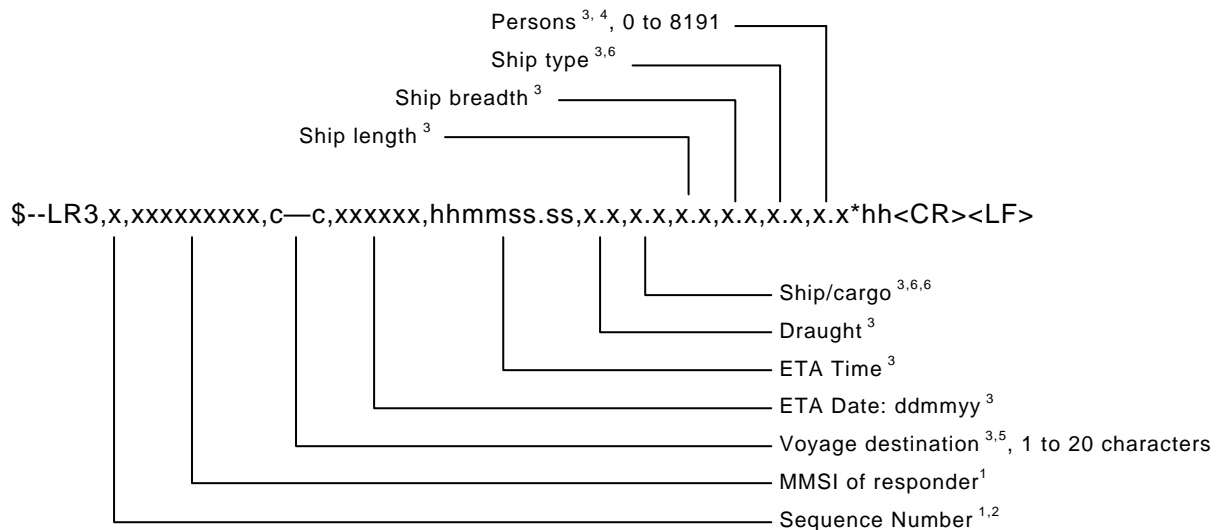 Persons 3, 4, 0 to 8191
Ship type 3,6
Ship breadth 3
Ship length 3
$--LR3,x,xxxxxxxxx,c—c,xxxxxx,hhmmss.ss,x.x,x.x,x.x,x.x,x.x,x.x*hh<CR><LF>
Ship/cargo 3,6,6
Draught 3
ETA Time 3
ETA Date: ddmmyy 3
Voyage destination 3,5, 1 to 20 characters
MMSI of responder1
Sequence Number 1,2